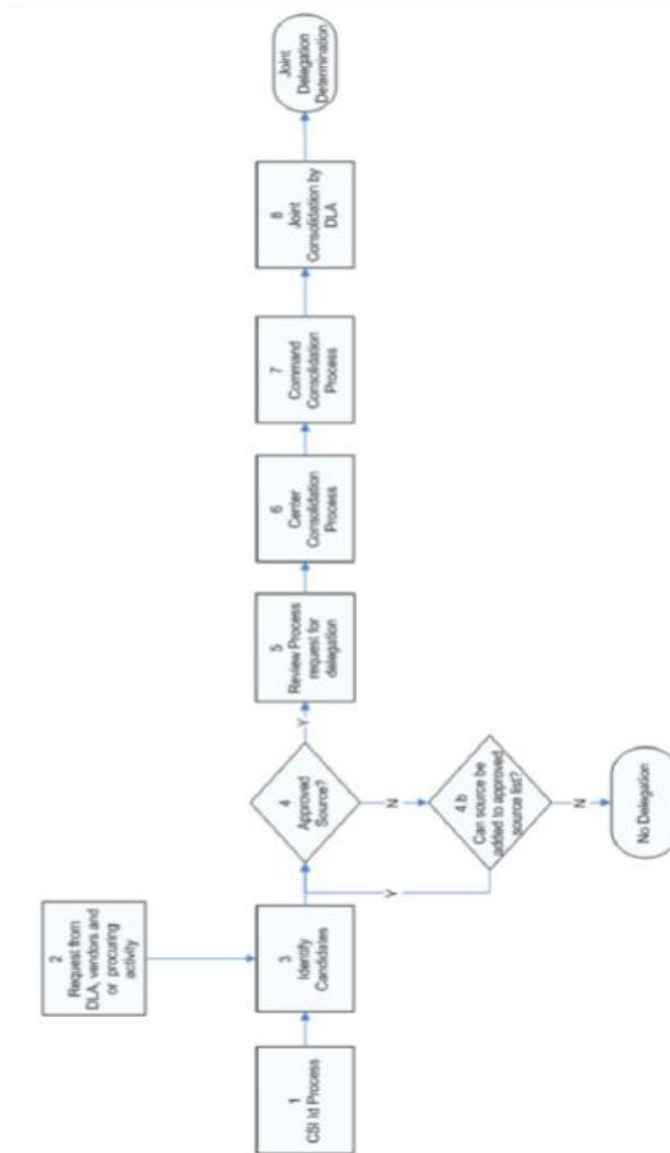 1
CSI Id Process
2
Request from
DLA, vendors and
or procuring
activity
3
Identify
Candidates
4
Approved
Source?
Y
N
4.b
Can source be
added to approved
source list?
Y
N
No Delegation
5
Review Process
request for
delegation
6
Center
Consolidation
Process
7
Command
Consolidation
Process
8
Joint
Consolidation by
DLA
Joint
Delegation
Determination